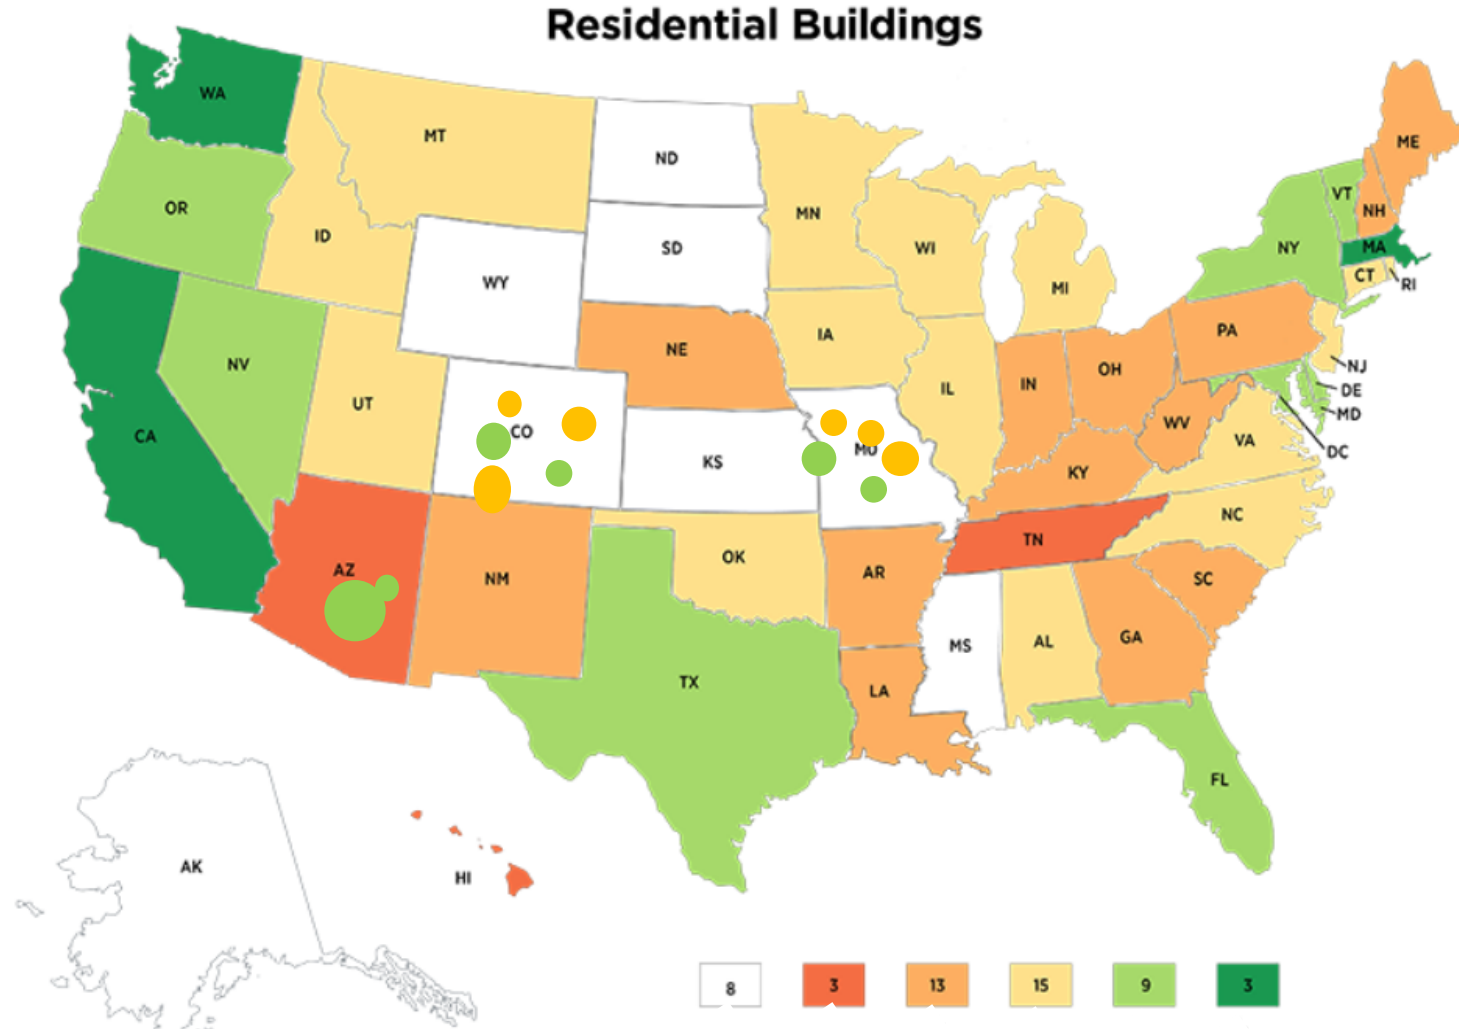 Residential Buildings
WA
MT
ND
ME
OR
ID
MN
VT
NH
SD
WI
NY
MA
WY
MI
CT
RI
NV
NE
IA
PA
UT
IL
IN
OH
NJ
DE
MD
CA
CO
KS
MO
WV
VA
DC
KY
NC
AZ
NM
OK
AR
TN
SC
TX
LA
MS
AL
GA
FL
AK
HI
8
3
13
15
9
3